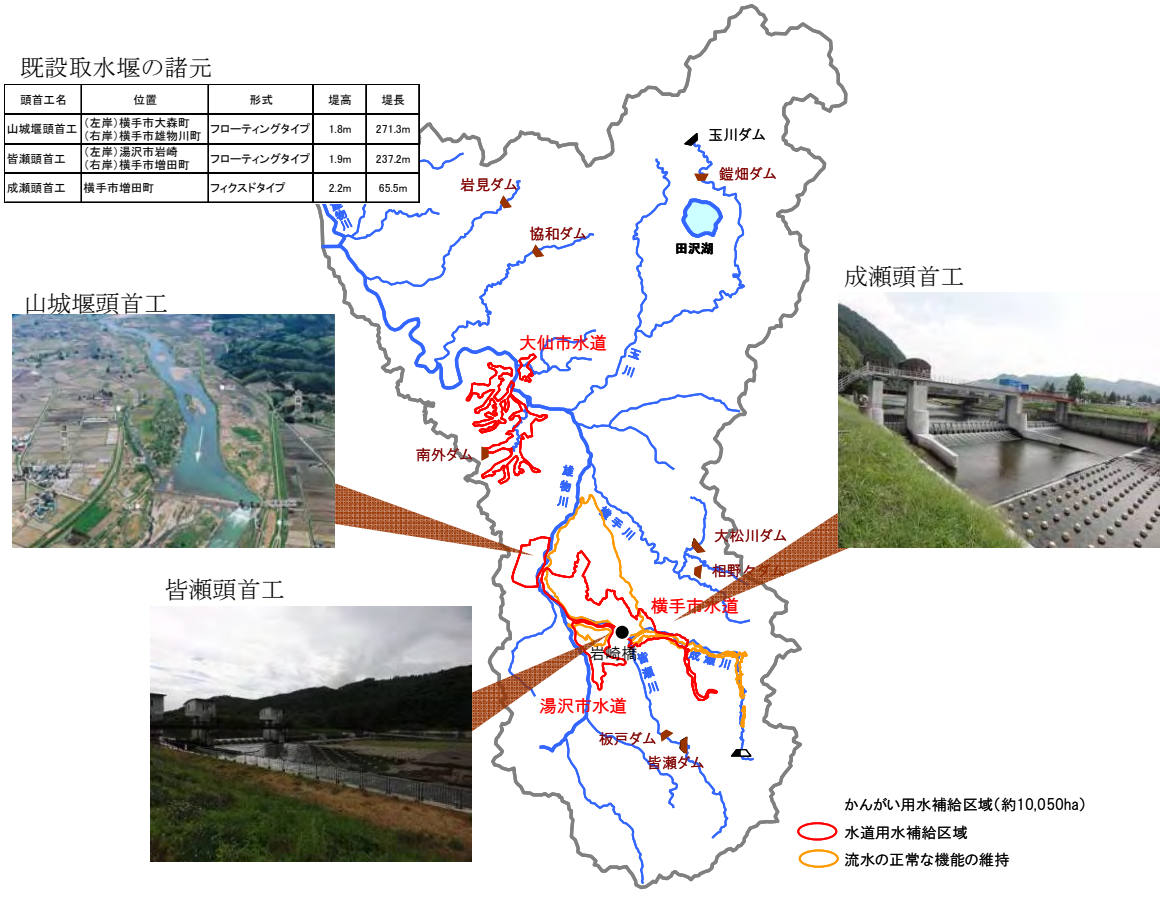 既設取水堰の諸元
頭首工名 位置 形式 堤高 堤長
山城堰頭首工 (左岸)横手市大森町 (右岸)横手市雄物川町 フローティングタイプ 1.8m 271.3m
皆瀬頭首工 (左岸)湯沢市岩崎 (右岸)横手市増田町 フローティングタイプ 1.9m 237.2m
成瀬頭首工 横手市増田町 フィクスドタイプ 2.2m 65.5m
玉川ダム
鎧畑ダム
岩見ダム
雄物川
協和ダム
田沢湖
成瀬頭首工
山城堰頭首工
大仙市水道
玉川
南外ダム
雄物川
横手川
大松川ダム
相野々ダム
皆瀬頭首工
横手市水道
岩崎橋
皆瀬川
成瀬川
湯沢市水道
板戸ダム
皆瀬ダム
かんがい用水補給区域(約10,050ha)
水道用水補給区域
流水の正常な機能の維持